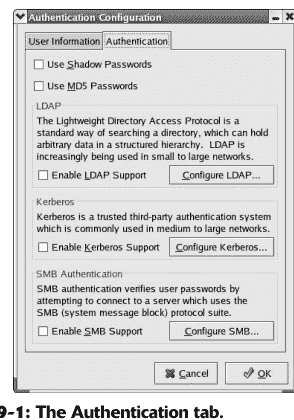 Authentication Configuration
User Information Authentication
Use Shadow Passwords
Use MD5 Passwords
LDAP
The Lightweight Directory Access Protocol is a
standard way of searching a directory, which can hold
arbitrary data in a structured hierarchy. LDAP is
increasingly being used in small to large networks.
Enable LDAP Support Configure LDAP...
Kerberos
Kerberos is a trusted third-party authentication system
which is commonly used in medium to large networks.
Enable Kerberos Support Configure Kerberos...
SMB Authentication
SMB authentication verifies user passwords by
attempting to connect to a server which uses the
SMB (system message block) protocol suite.
Enable SMB Support Configure SMB...
Cancel OK
9-1: The Authentication tab.